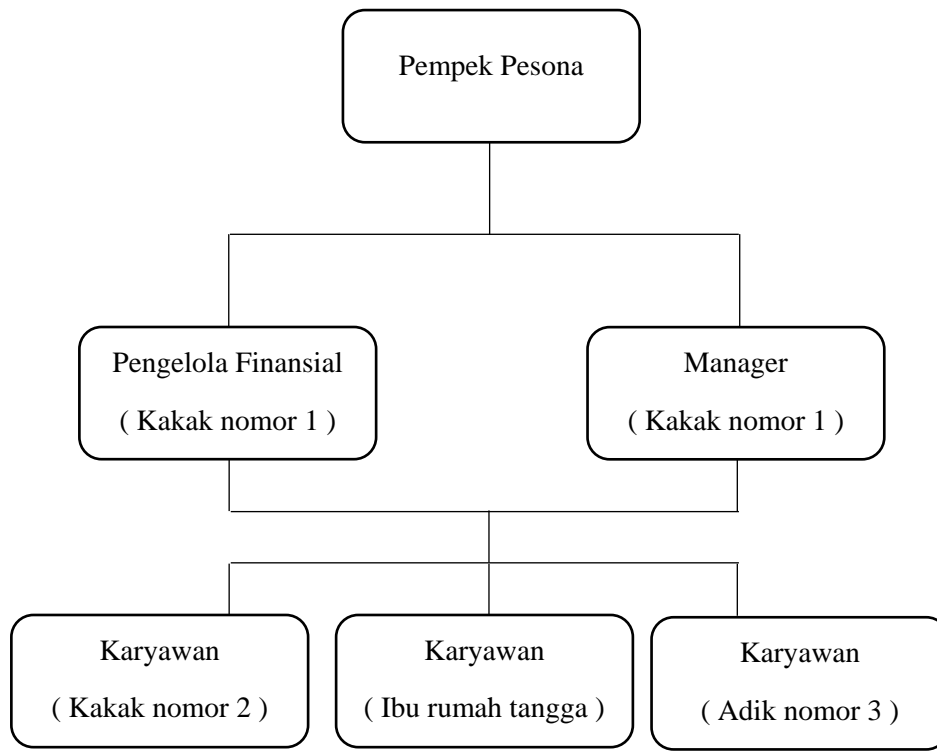 Pempek Pesona
Pengelola Finansial
( Kakak nomor 1 )
Manager
( Kakak nomor 1 )
Karyawan
( Kakak nomor 2 )
Karyawan
( Ibu rumah tangga )
Karyawan
( Adik nomor 3 )